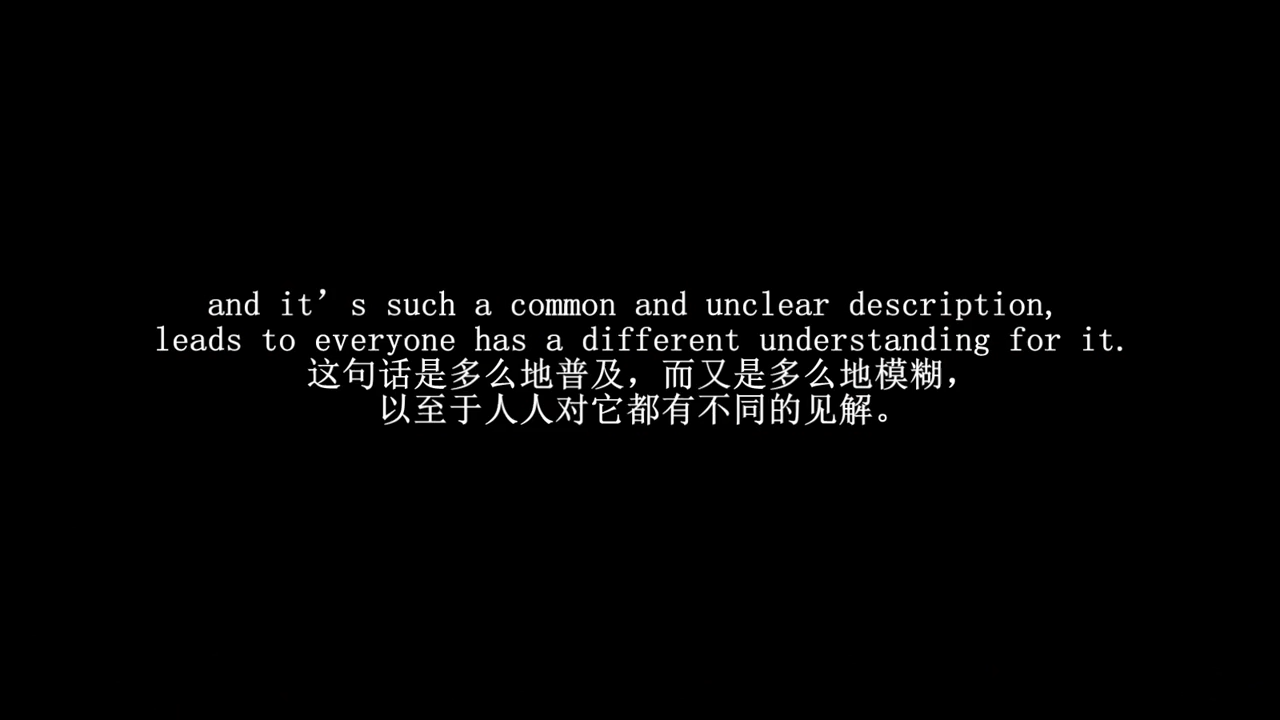 and it’s such a common and unclear description,
leads to everyone has a different understanding for it.
这句话是多么地普及，而又是多么地模糊，
以至于人人对它都有不同的见解。